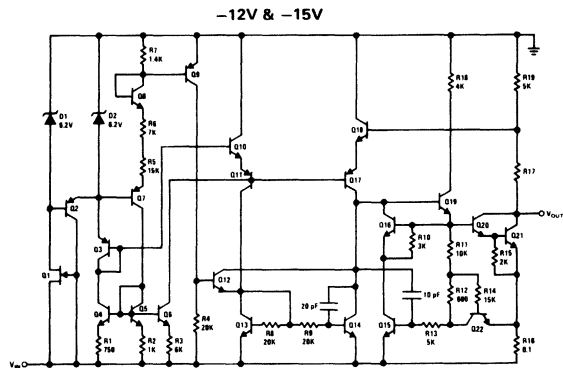 −12V & −15V
R7
1.4K
Q9
Q8
R18
4K
R19
5K
D1
6.2V
D2
6.2V
R6
7K
R5
15K
Q18
Q10
Q11
Q17
R17
Q2
Q7
Q19
VOUT
Q3
Q16
R10
3K
Q20
Q21
R11
10K
R15
2K
Q1
Q12
20 pF
10 pF
R12
600
R14
15K
Q4
Q5
Q6
R4
20K
Q13
R8
20K
R9
20K
Q14
Q15
R13
5K
Q22
R1
750
R2
1K
R3
6K
R16
0.1
VIN